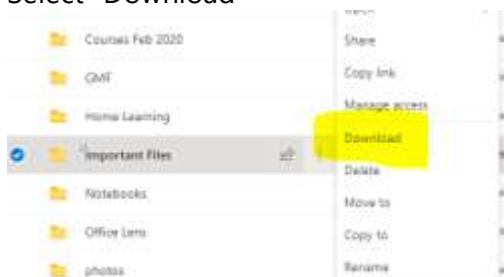 Select "Download"
Courses Feb 2020
GMF
Home Learning
Important Files
Notebooks
Office Lens
photos
Share
Copy link
Manage access
Download
Delete
Move to
Copy to
Rename